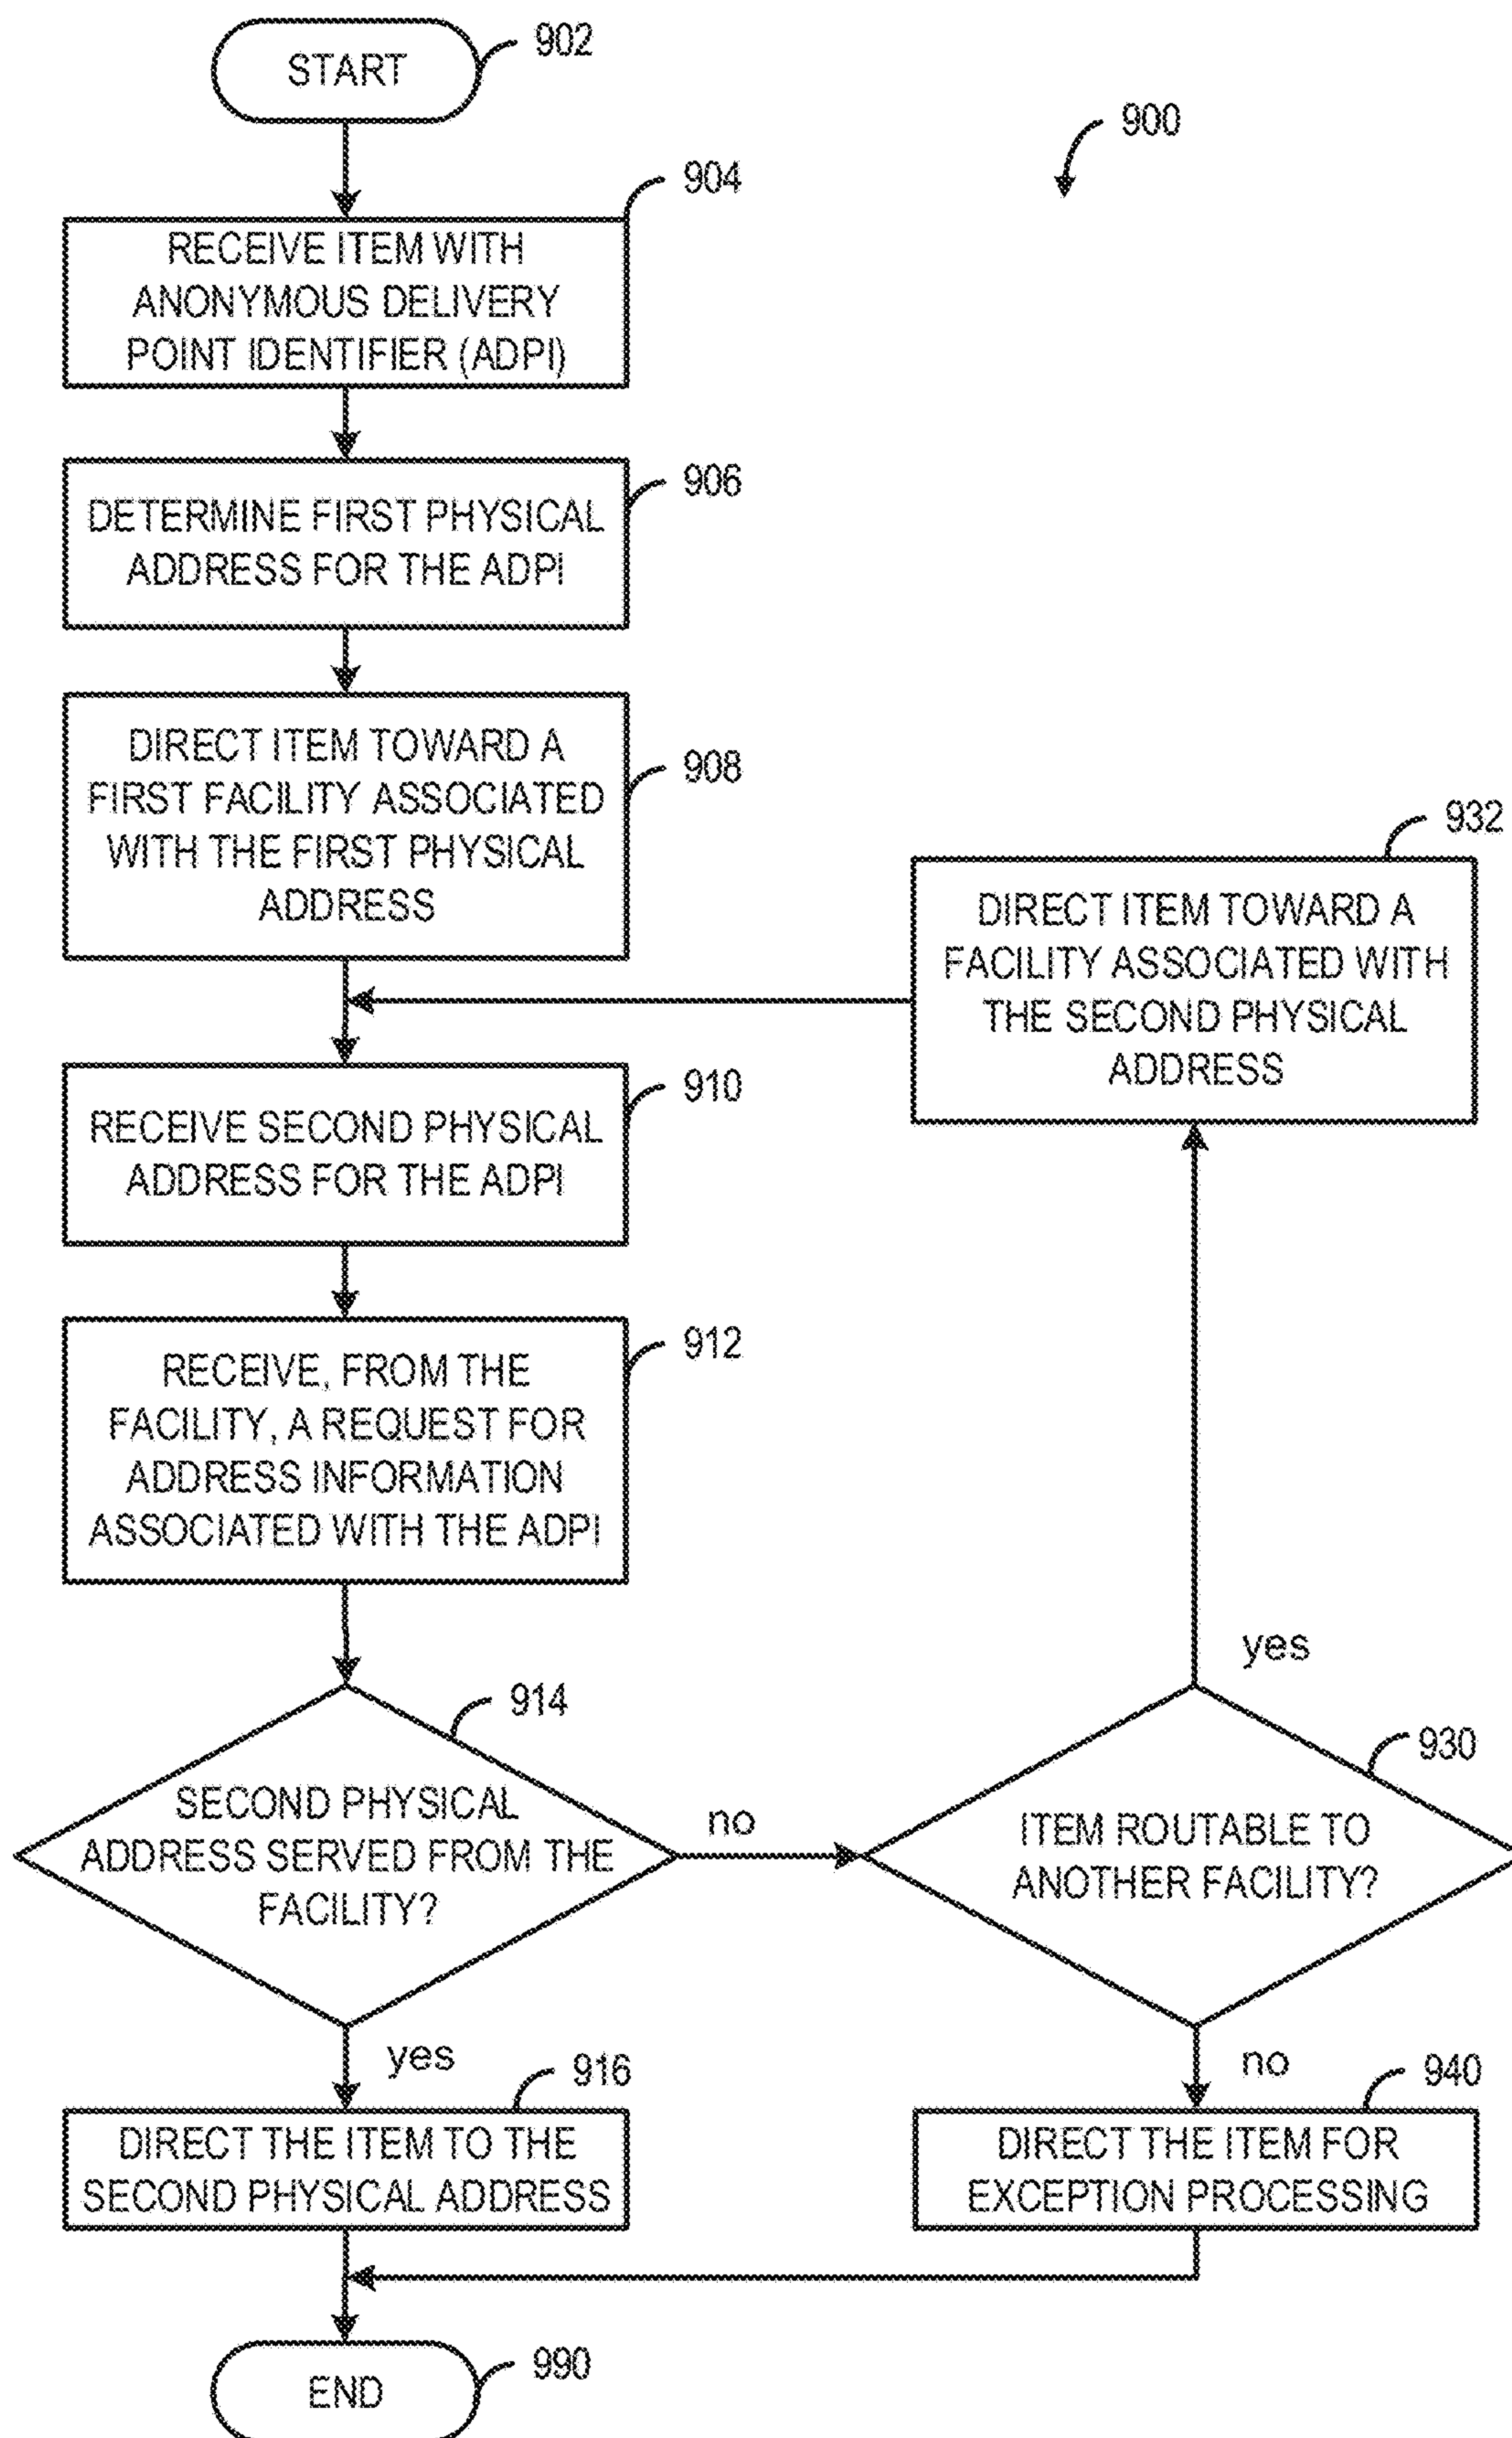 START
902
900
904
RECEIVE ITEM WITH
ANONYMOUS DELIVERY
POINT IDENTIFIER (ADPI)
906
DETERMINE FIRST PHYSICAL
ADDRESS FOR THE ADPI
908
DIRECT ITEM TOWARD A
FIRST FACILITY ASSOCIATED
WITH THE FIRST PHYSICAL
ADDRESS
932
DIRECT ITEM TOWARD A
FACILITY ASSOCIATED WITH
THE SECOND PHYSICAL
ADDRESS
910
RECEIVE SECOND PHYSICAL
ADDRESS FOR THE ADPI
912
RECEIVE, FROM THE
FACILITY, A REQUEST FOR
ADDRESS INFORMATION
ASSOCIATED WITH THE ADPI
914
SECOND PHYSICAL
ADDRESS SERVED FROM THE
FACILITY?
no
yes
930
ITEM ROUTABLE TO
ANOTHER FACILITY?
yes
916
DIRECT THE ITEM TO THE
SECOND PHYSICAL ADDRESS
no
940
DIRECT THE ITEM FOR
EXCEPTION PROCESSING
END
990